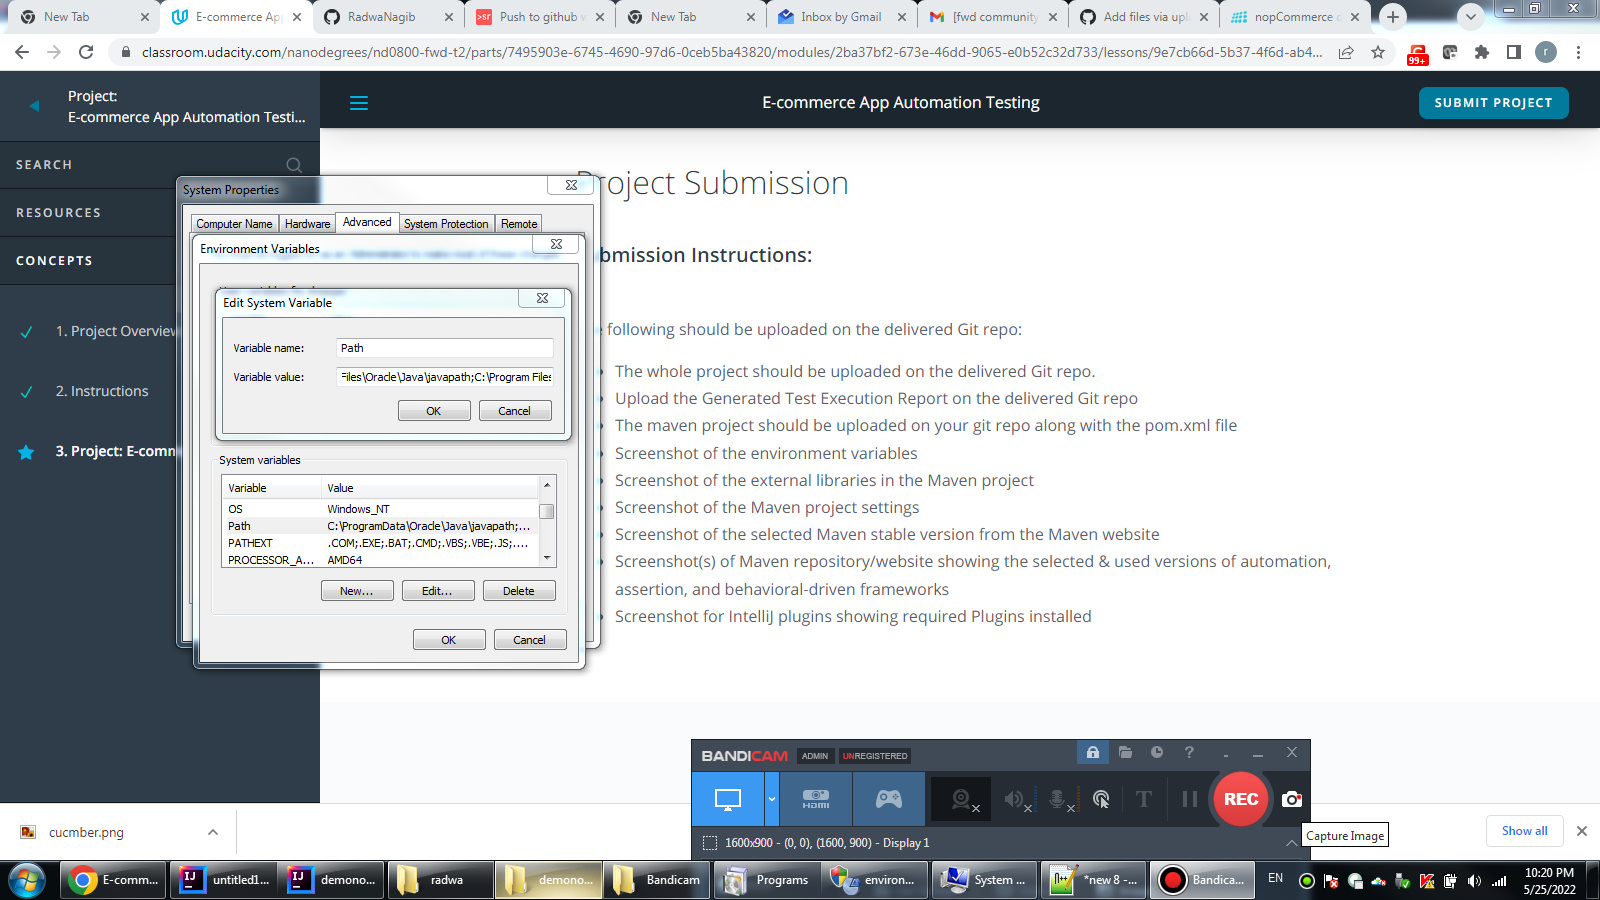 New Tab
E-commerce App
RadwaNagib
Push to github w
New Tab
Inbox by Gmail
[fwd community
Add files via uplo
nopCommerce d
classroom.udacity.com/nanodegrees/nd0800-fwd-t2/parts/7495903e-6745-4690-97d6-0ceb5ba43820/modules/2ba37bf2-673e-46dd-9065-e0b52c32d733/lessons/9e7cb66d-5b37-4f6d-ab4...
99+
r
Project:
E-commerce App Automation Testi...
E-commerce App Automation Testing
SUBMIT PROJECT
SEARCH
RESOURCES
CONCEPTS
1. Project Overview
2. Instructions
3. Project: E-comm
Project Submission
bmission Instructions:
following should be uploaded on the delivered Git repo:
The whole project should be uploaded on the delivered Git repo.
Upload the Generated Test Execution Report on the delivered Git repo
The maven project should be uploaded on your git repo along with the pom.xml file
Screenshot of the environment variables
Screenshot of the external libraries in the Maven project
Screenshot of the Maven project settings
Screenshot of the selected Maven stable version from the Maven website
Screenshot(s) of Maven repository/website showing the selected & used versions of automation,
assertion, and behavioral-driven frameworks
Screenshot for IntelliJ plugins showing required Plugins installed
System Properties
Computer Name
Hardware
Advanced
System Protection
Remote
Environment Variables
Edit System Variable
Variable name:
Path
Variable value:
Files\Oracle\Java\javapath;C:\Program Files
OK
Cancel
System variables
Variable
Value
OS
Windows_NT
Path
C:\ProgramData\Oracle\Java\javapath;...
PATHEXT
.COM;.EXE;.BAT;.CMD;.VBS;.VBE;.JS;....
PROCESSOR_A...
AMD64
New...
Edit...
Delete
OK
Cancel
BANDICAM
ADMIN
UNREGISTERED
?
HDMI
T
REC
1600x900 - (0, 0), (1600, 900) - Display 1
Capture Image
cucmber.png
Show all
E-comm...
untitled1...
demono...
radwa
demono...
Bandicam
Programs
environ...
System ...
*new 8 -...
Bandica...
EN
10:20 PM
5/25/2022